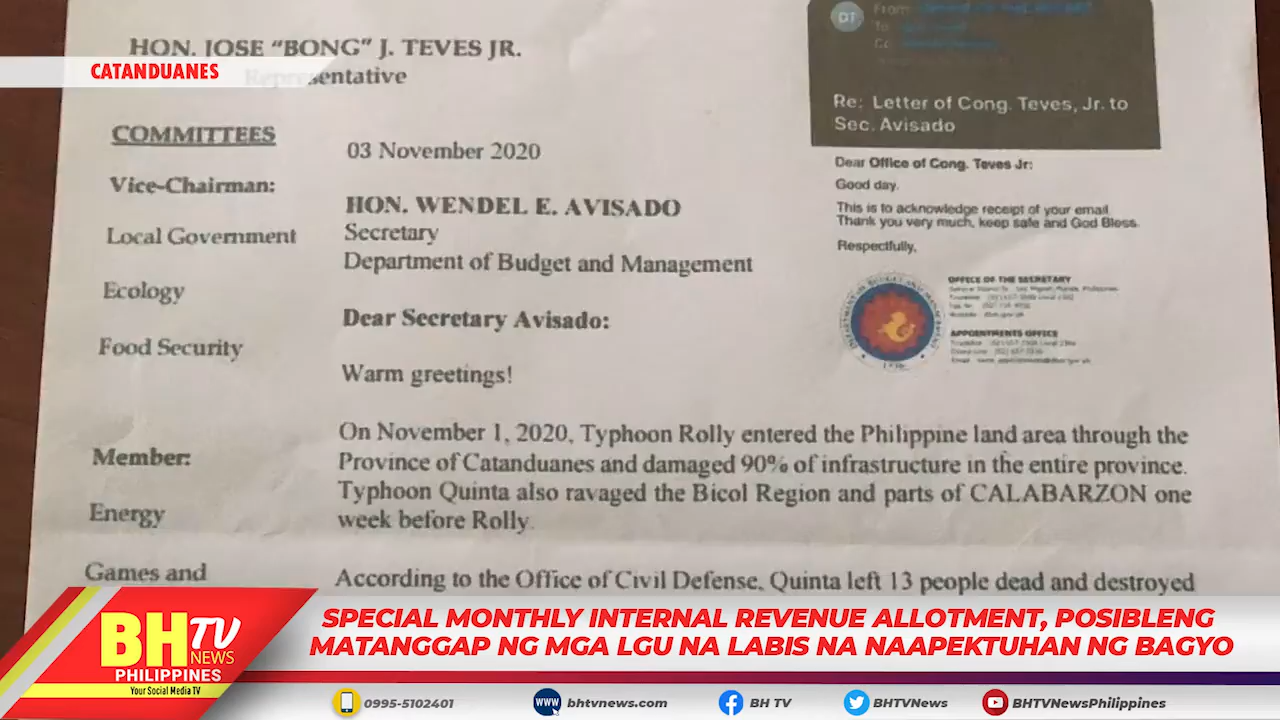 HON. JOSE “BONG” J. TEVES JR.
Representative
CATANDUANES
COMMITTEES
Vice-Chairman:
Local Government
Ecology
Food Security
Member:
Energy
Games and
03 November 2020
HON. WENDEL E. AVISADO
Secretary
Department of Budget and Management
Dear Secretary Avisado:
Warm greetings!
On November 1, 2020, Typhoon Rolly entered the Philippine land area through the
Province of Catanduanes and damaged 90% of infrastructure in the entire province.
Typhoon Quinta also ravaged the Bicol Region and parts of CALABARZON one
week before Rolly.
According to the Office of Civil Defense, Quinta left 13 people dead and destroyed
DT
From
To
Cc
Re: Letter of Cong. Teves, Jr. to
Sec. Avisado
Dear Office of Cong. Teves Jr:
Good day.
This is to acknowledge receipt of your email.
Thank you very much, keep safe and God Bless.
Respectfully,
OFFICE OF THE SECRETARY
APPOINTMENTS OFFICE
SPECIAL MONTHLY INTERNAL REVENUE ALLOTMENT, POSIBLENG
MATANGGAP NG MGA LGU NA LABIS NA NAAPEKTUHAN NG BAGYO
BHTV
NEWS
PHILIPPINES
Your Social Media TV
0995-5102401
WWW
bhtvnews.com
BH TV
BHTVNews
BHTVNewsPhilippines